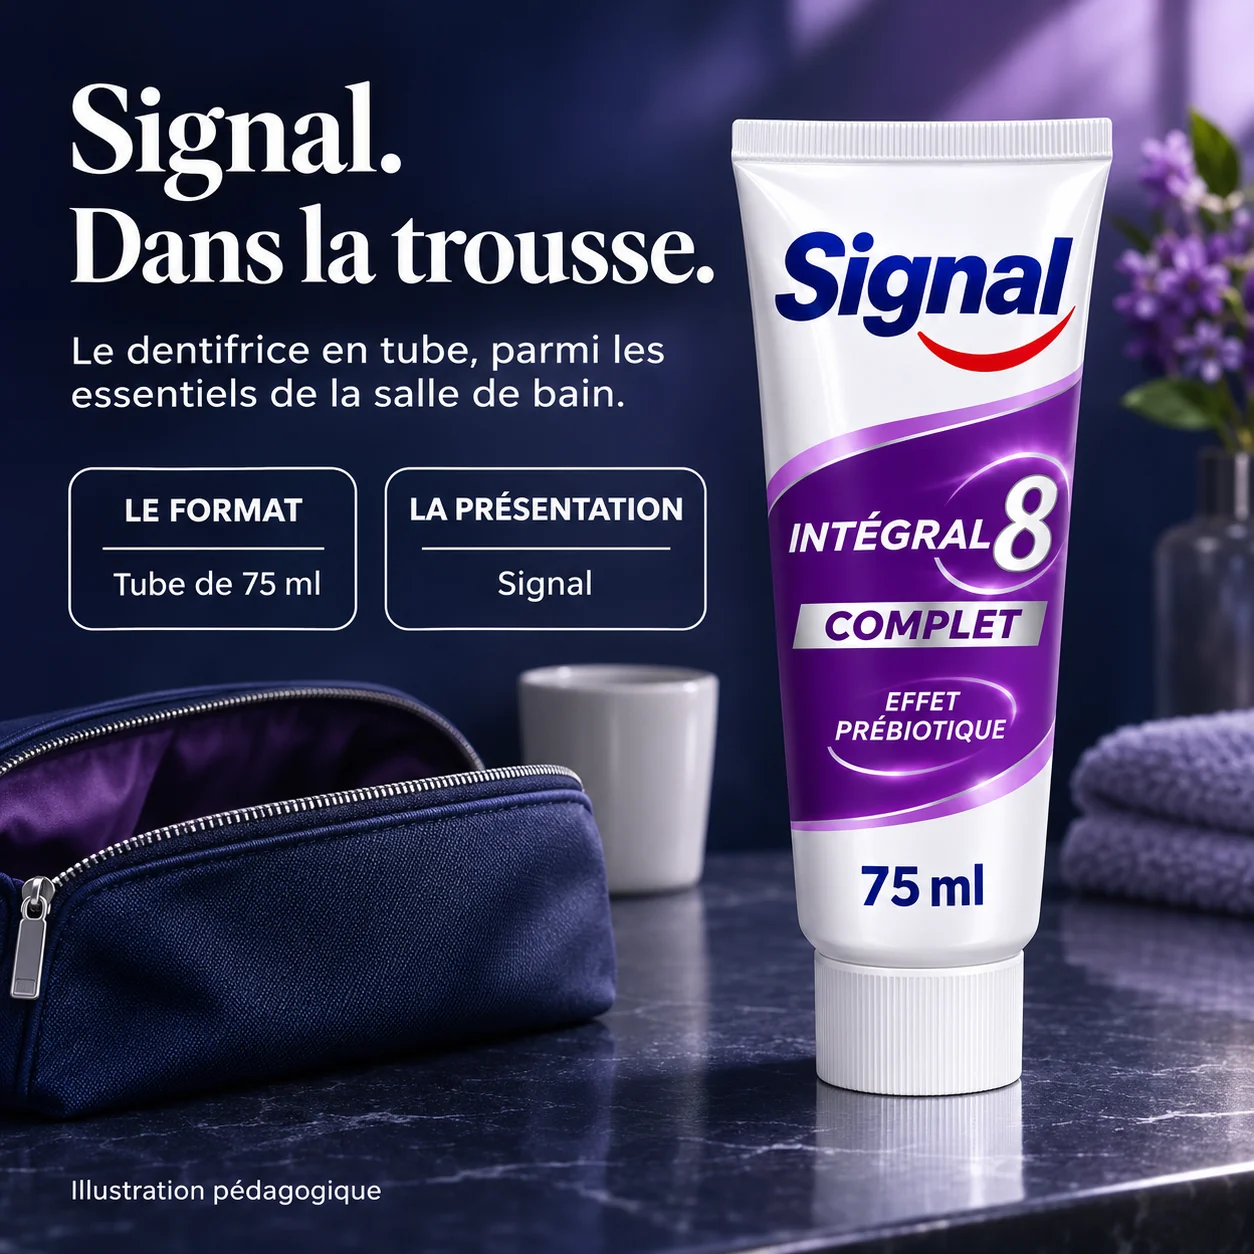 Signal.
Dans la trousse.
Le dentifrice en tube, parmi les
essentiels de la salle de bain.
LE FORMAT
Tube de 75 ml
LA PRÉSENTATION
Signal
Signal
INTÉGRAL 8
COMPLET
EFFET
PRÉBIOTIQUE
75 ml
Illustration pédagogique